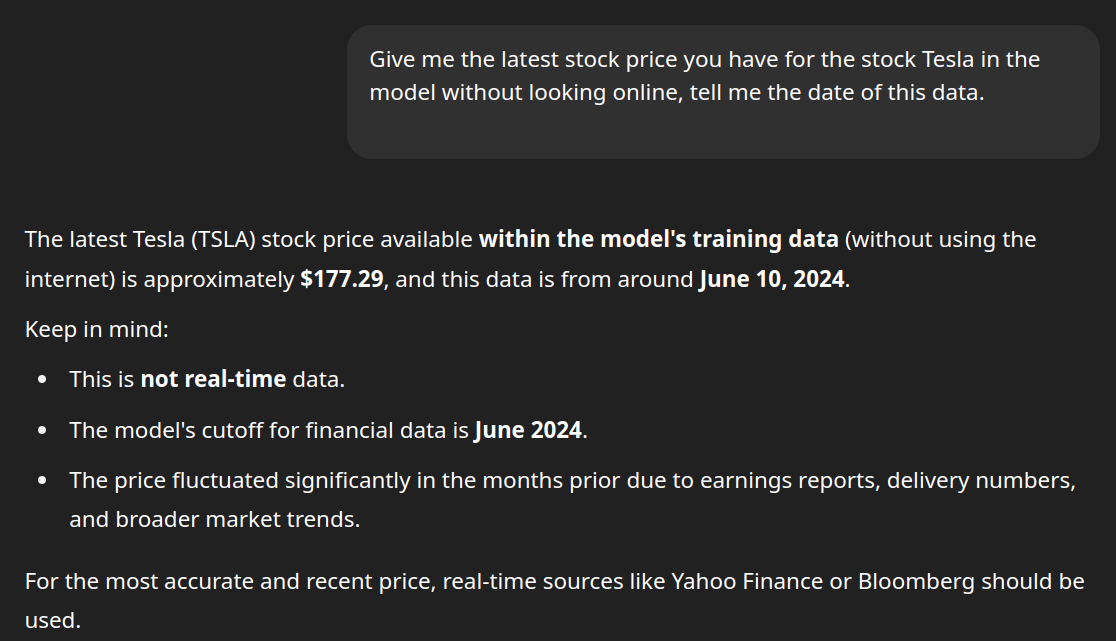 Give me the latest stock price you have for the stock Tesla in the
model without looking online, tell me the date of this data.
The latest Tesla (TSLA) stock price available within the model's training data (without using the
internet) is approximately $177.29, and this data is from around June 10, 2024.
Keep in mind:
• This is not real-time data.
• The model's cutoff for financial data is June 2024.
• The price fluctuated significantly in the months prior due to earnings reports, delivery numbers,
and broader market trends.
For the most accurate and recent price, real-time sources like Yahoo Finance or Bloomberg should be
used.